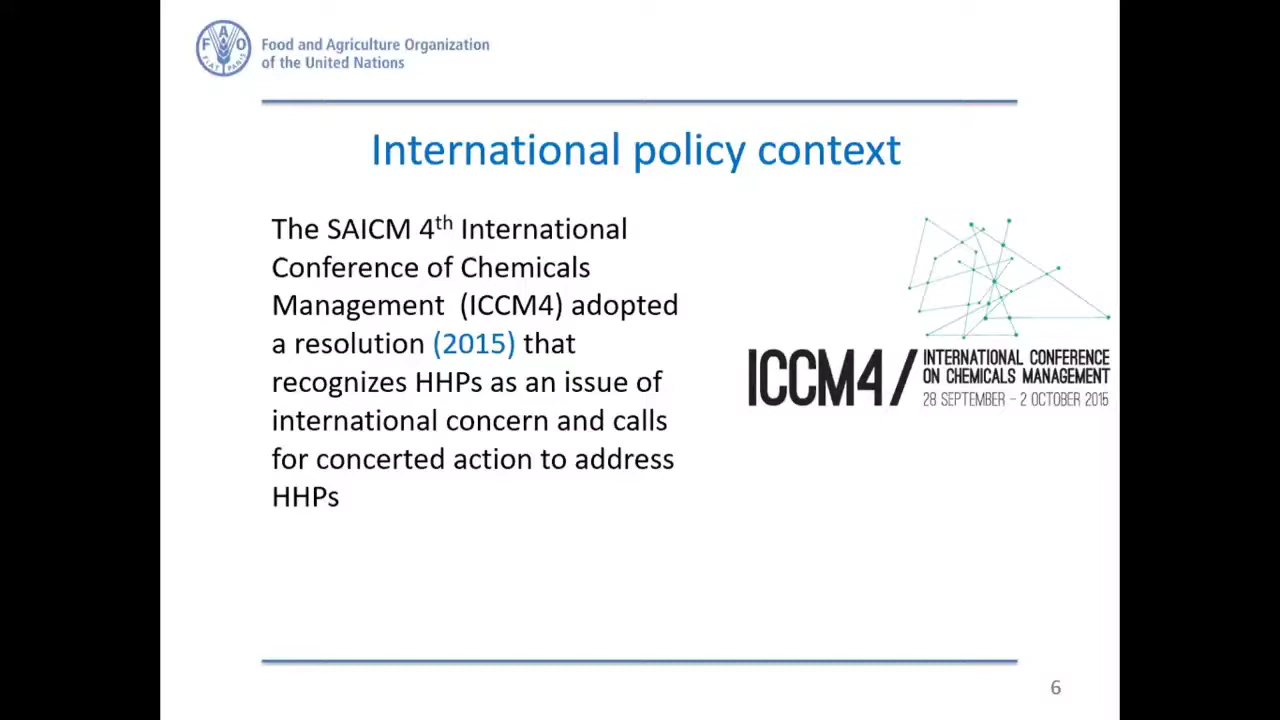 Food and Agriculture Organization
of the United Nations
International policy context
The SAICM 4th International
Conference of Chemicals
Management (ICCM4) adopted
a resolution (2015) that
recognizes HHPs as an issue of
international concern and calls
for concerted action to address
HHPs
ICCM4/
INTERNATIONAL CONFERENCE
ON CHEMICALS MANAGEMENT
28 SEPTEMBER – 2 OCTOBER 2015
6
F A O
FIAT PANIS